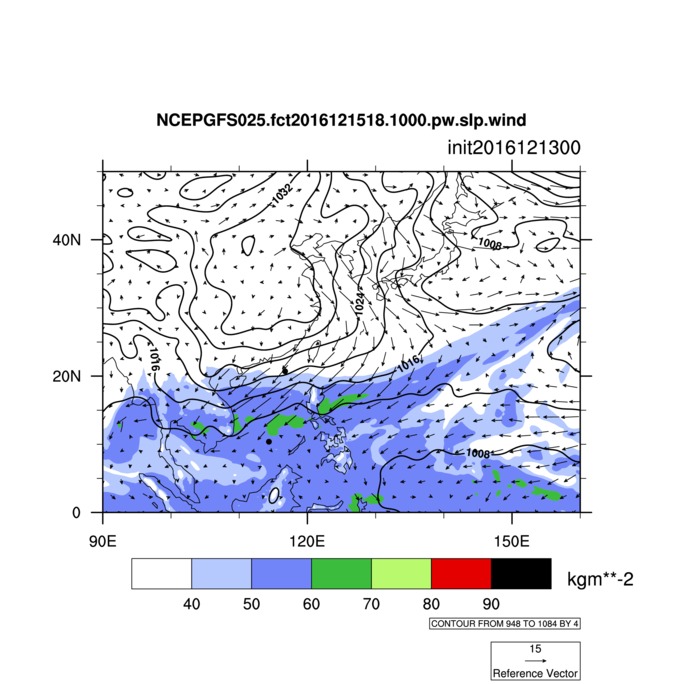 NCEPGFS025.fct2016121518.1000.pw.slp.wind
init2016121300
1032
40N
1008
1024
1016
1016
20N
1008
0
90E 120E 150E
kgm**-2
40 50 60 70 80 90
CONTOUR FROM 948 TO 1084 BY 4
15
Reference Vector